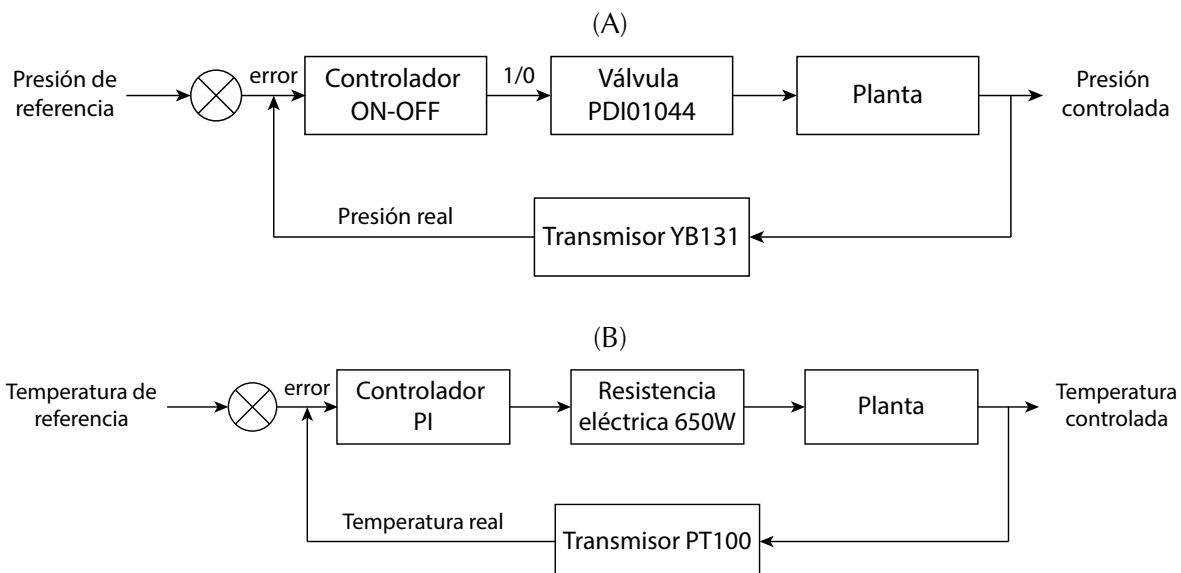 (A)
Presión de
referencia
error
Controlador
ON-OFF
1/0
Válvula
PDI01044
Planta
Presión
controlada
Presión real
Transmisor YB131
(B)
Temperatura de
referencia
error
Controlador
PI
Resistencia
eléctrica 650W
Planta
Temperatura
controlada
Temperatura real
Transmisor PT100